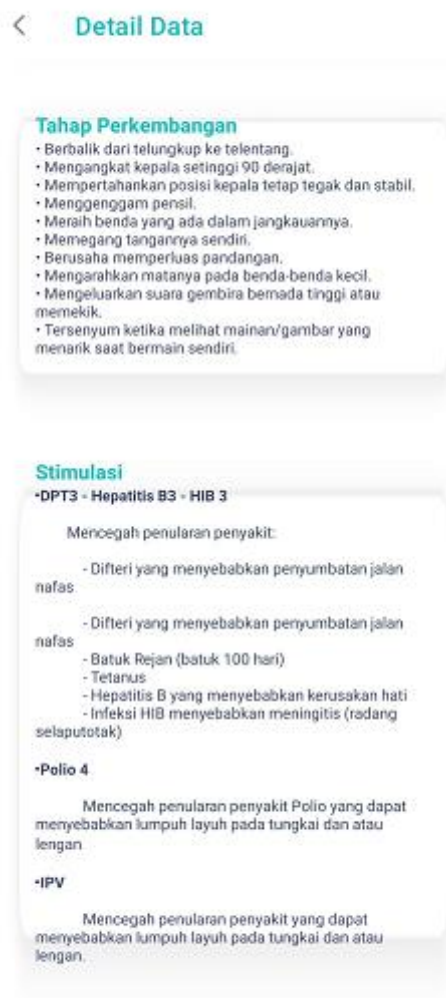 Detail Data
Tahap Perkembangan
• Berbalik dari telungkup ke telentang.
• Mengangkat kepala setinggi 90 derajat.
• Mempertahankan posisi kepala tetap tegak dan stabil.
• Menggenggam pensil.
• Meraih benda yang ada dalam jangkauannya.
• Memegang tangannya sendiri.
• Berusaha memperluas pandangan.
• Mengarahkan matanya pada benda-benda kecil.
• Mengeluarkan suara gembira bernada tinggi atau
memekik.
• Tersenyum ketika melihat mainan/gambar yang
menarik saat bermain sendiri.
Stimulasi
•DPT3 - Hepatitis B3 - HIB 3
Mencegah penularan penyakit:
- Difteri yang menyebabkan penyumbatan jalan
nafas
- Difteri yang menyebabkan penyumbatan jalan
nafas
- Batuk Rejan (batuk 100 hari)
- Tetanus
- Hepatitis B yang menyebabkan kerusakan hati
- Infeksi HIB menyebabkan meningitis (radang
selaputotak)
•Polio 4
Mencegah penularan penyakit Polio yang dapat
menyebabkan lumpuh layuh pada tungkai dan atau
lengan
•IPV
Mencegah penularan penyakit yang dapat
menyebabkan lumpuh layuh pada tungkai dan atau
lengan.